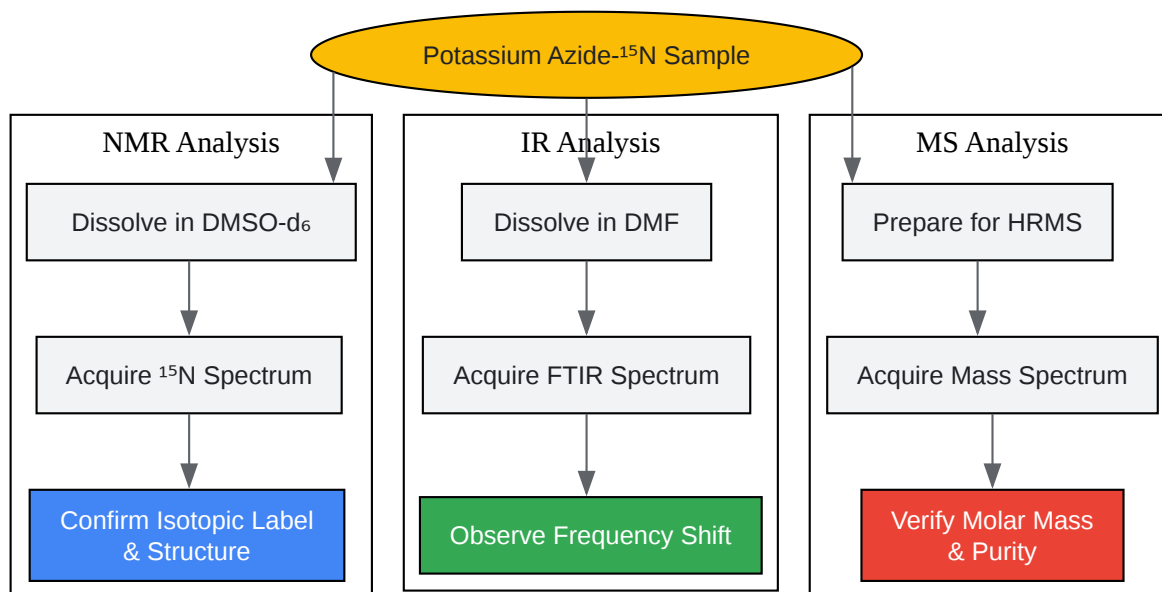 Potassium Azide-¹⁵N Sample
NMR Analysis
Dissolve in DMSO-d₆
Acquire ¹⁵N Spectrum
Confirm Isotopic Label
& Structure
IR Analysis
Dissolve in DMF
Acquire FTIR Spectrum
Observe Frequency Shift
MS Analysis
Prepare for HRMS
Acquire Mass Spectrum
Verify Molar Mass
& Purity